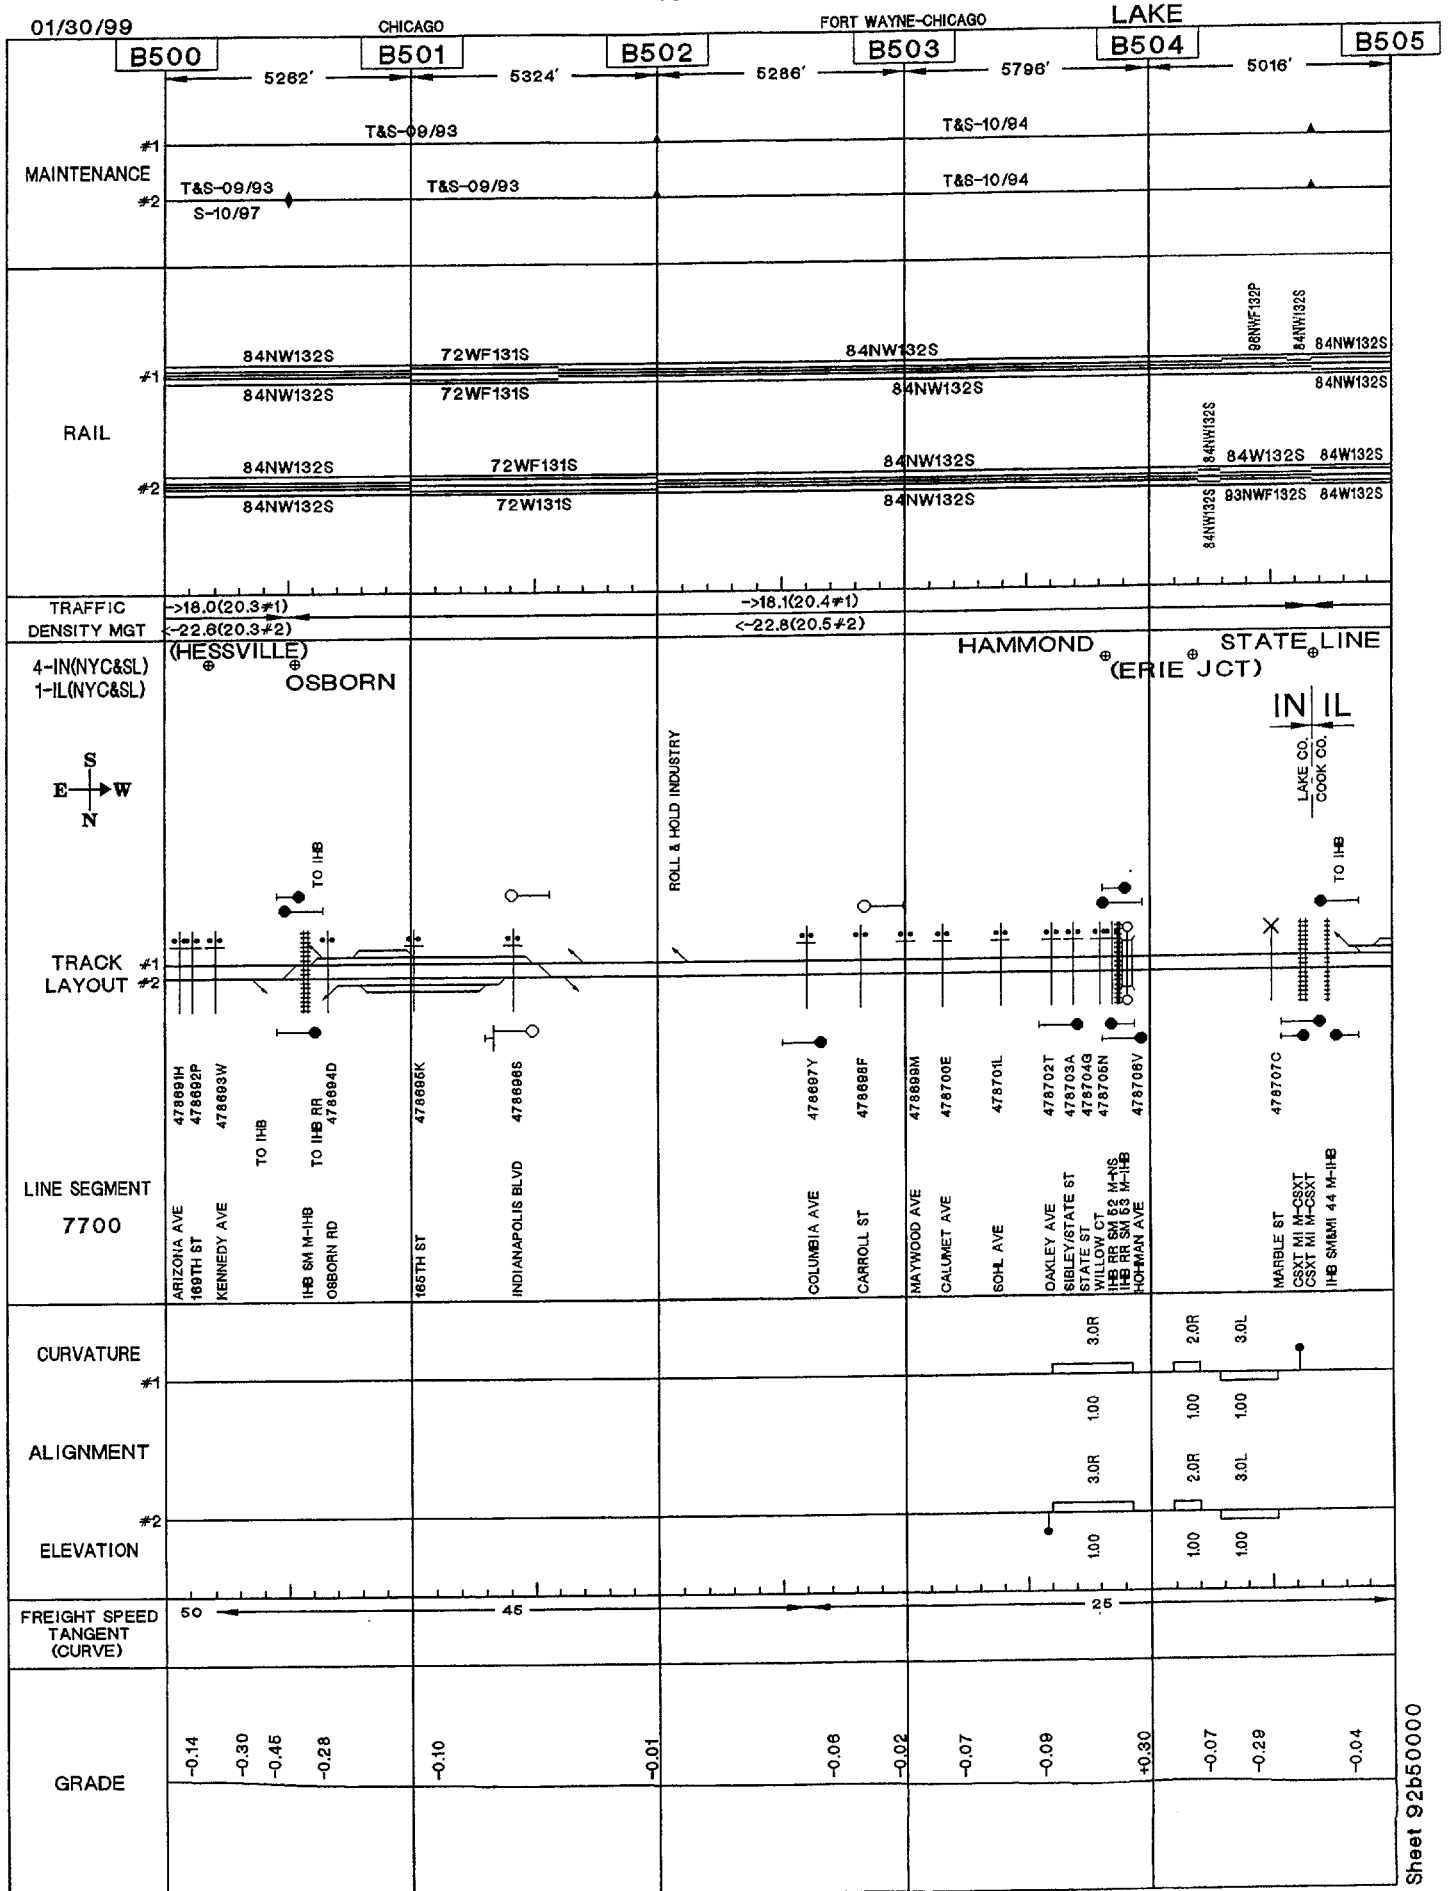 01/30/99
CHICAGO
FORT WAYNE-CHICAGO
LAKE
B500
B501
B502
B503
B504
B505
5262'
5324'
5286'
5796'
5016'
MAINTENANCE
#1
T&S-09/93
T&S-10/94
#2
T&S-09/93
S-10/97
T&S-09/93
T&S-10/94
RAIL
#1
84NW132S
72WF131S
84NW132S
98NWF132P
84NW132S
84NW132S
84NW132S
72WF131S
84NW132S
84NW132S
#2
84NW132S
72WF131S
84NW132S
84NW132S
84W132S
84W132S
84NW132S
72W131S
84NW132S
84NW132S
93NWF132S
84W132S
TRAFFIC
DENSITY MGT
->18.0(20.3#1)
->18.1(20.4#1)
<-22.6(20.3#2)
<-22.8(20.5#2)
4-IN(NYC&SL)
1-IL(NYC&SL)
(HESSVILLE)
OSBORN
HAMMOND
(ERIE JCT)
STATE LINE
IN
IL
LAKE CO.
COOK CO.
S
E
W
N
TO IHB
ROLL & HOLD INDUSTRY
TO IHB
TRACK
LAYOUT
#1
#2
478691H
478692P
478693W
TO IHB
TO IHB RR
478694D
478695K
478696S
478697Y
478698F
478699M
478700E
478701L
478702T
478703A
478704G
478705N
478706V
478707C
LINE SEGMENT
7700
ARIZONA AVE
169TH ST
KENNEDY AVE
IHB SM M-IHB
OSBORN RD
165TH ST
INDIANAPOLIS BLVD
COLUMBIA AVE
CARROLL ST
MAYWOOD AVE
CALUMET AVE
SOHL AVE
OAKLEY AVE
SIBLEY/STATE ST
STATE ST
WILLOW CT
IHB RR SM 52 M-NS
IHB RR SM 53 M-IHB
HOHMAN AVE
MARBLE ST
CSXT MI M-CSXT
CSXT MI M-CSXT
IHB SM&MI 44 M-IHB
CURVATURE
#1
3.0R
2.0R
3.0L
1.00
1.00
1.00
ALIGNMENT
3.0R
2.0R
3.0L
#2
ELEVATION
1.00
1.00
1.00
FREIGHT SPEED
TANGENT
(CURVE)
50
45
25
GRADE
-0.14
-0.30
-0.45
-0.28
-0.10
-0.01
-0.06
-0.02
-0.07
-0.09
+0.30
-0.07
-0.29
-0.04
Sheet 92b50000